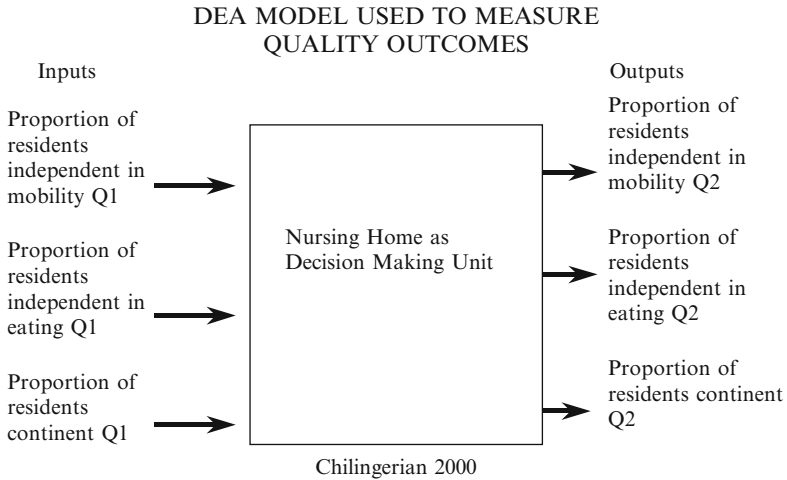 DEA MODEL USED TO MEASURE
QUALITY OUTCOMES
Inputs
Outputs
Proportion of
residents
independent in
mobility Q1
Proportion of
residents
independent in
eating Q1
Proportion of
residents
continent Q1
Nursing Home as
Decision Making Unit
Proportion of
residents
independent in
mobility Q2
Proportion of
residents
independent in
eating Q2
Proportion of
residents continent
Q2
Chilingerian 2000